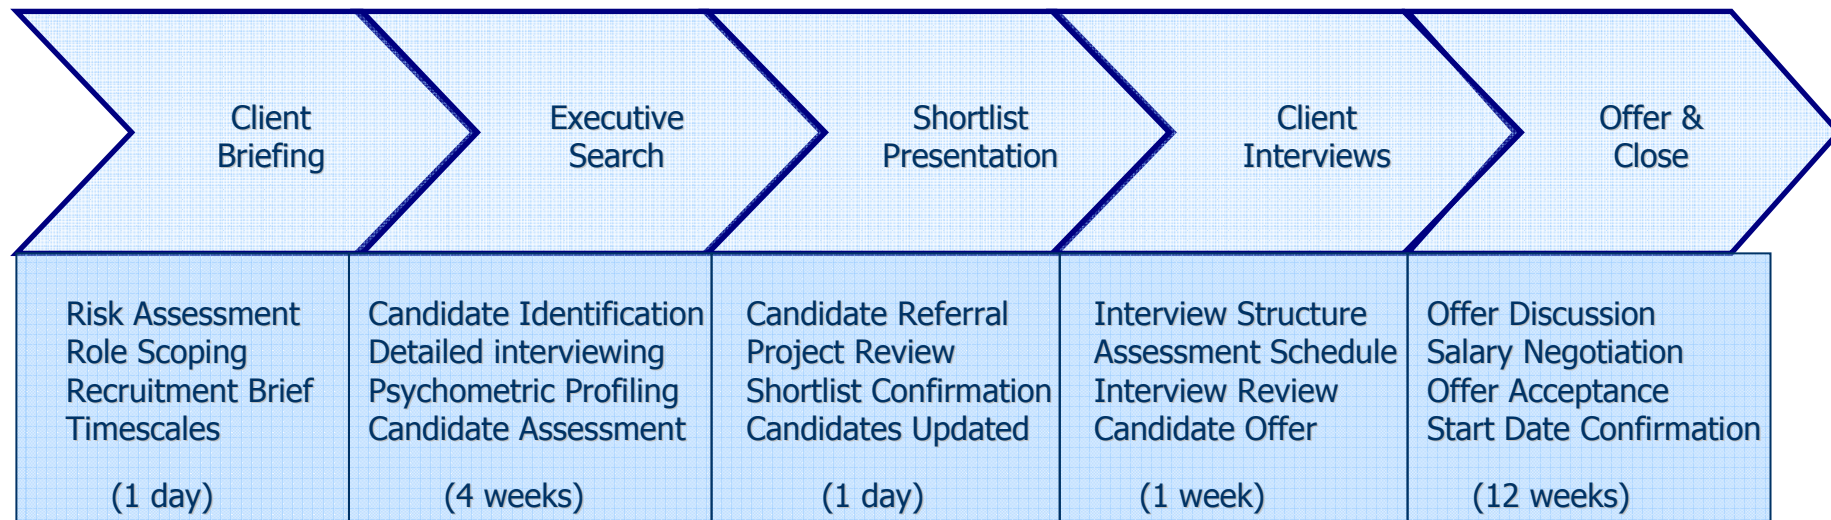 Client
Briefing
Executive
Search
Shortlist
Presentation
Client
Interviews
Offer &
Close
Risk Assessment
Role Scoping
Recruitment Brief
Timescales
(1 day)
Candidate Identification
Detailed interviewing
Psychometric Profiling
Candidate Assessment
(4 weeks)
Candidate Referral
Project Review
Shortlist Confirmation
Candidates Updated
(1 day)
Interview Structure
Assessment Schedule
Interview Review
Candidate Offer
(1 week)
Offer Discussion
Salary Negotiation
Offer Acceptance
Start Date Confirmation
(12 weeks)